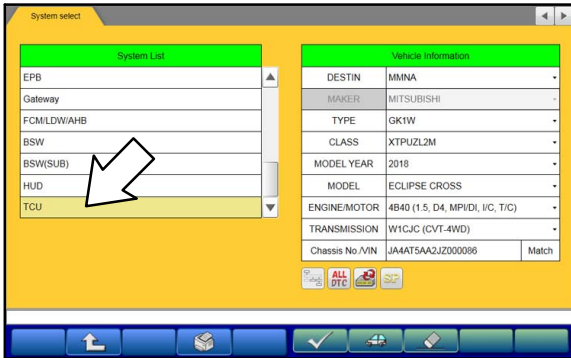 System select
System List
EPB
Gateway
FCM/LDW/AHB
BSW
BSW(SUB)
HUD
TCU
Vehicle Information
DESTIN MMNA
MAKER MITSUBISHI
TYPE GK1W
CLASS XTPUZL2M
MODEL YEAR 2018
MODEL ECLIPSE CROSS
ENGINE/MOTOR 4B40 (1.5, D4, MPI/DI, I/C, T/C)
TRANSMISSION W1CJC (CVT-4WD)
Chassis No./VIN JA4AT5AA2JZ000086 Match
ALL DTC
SP